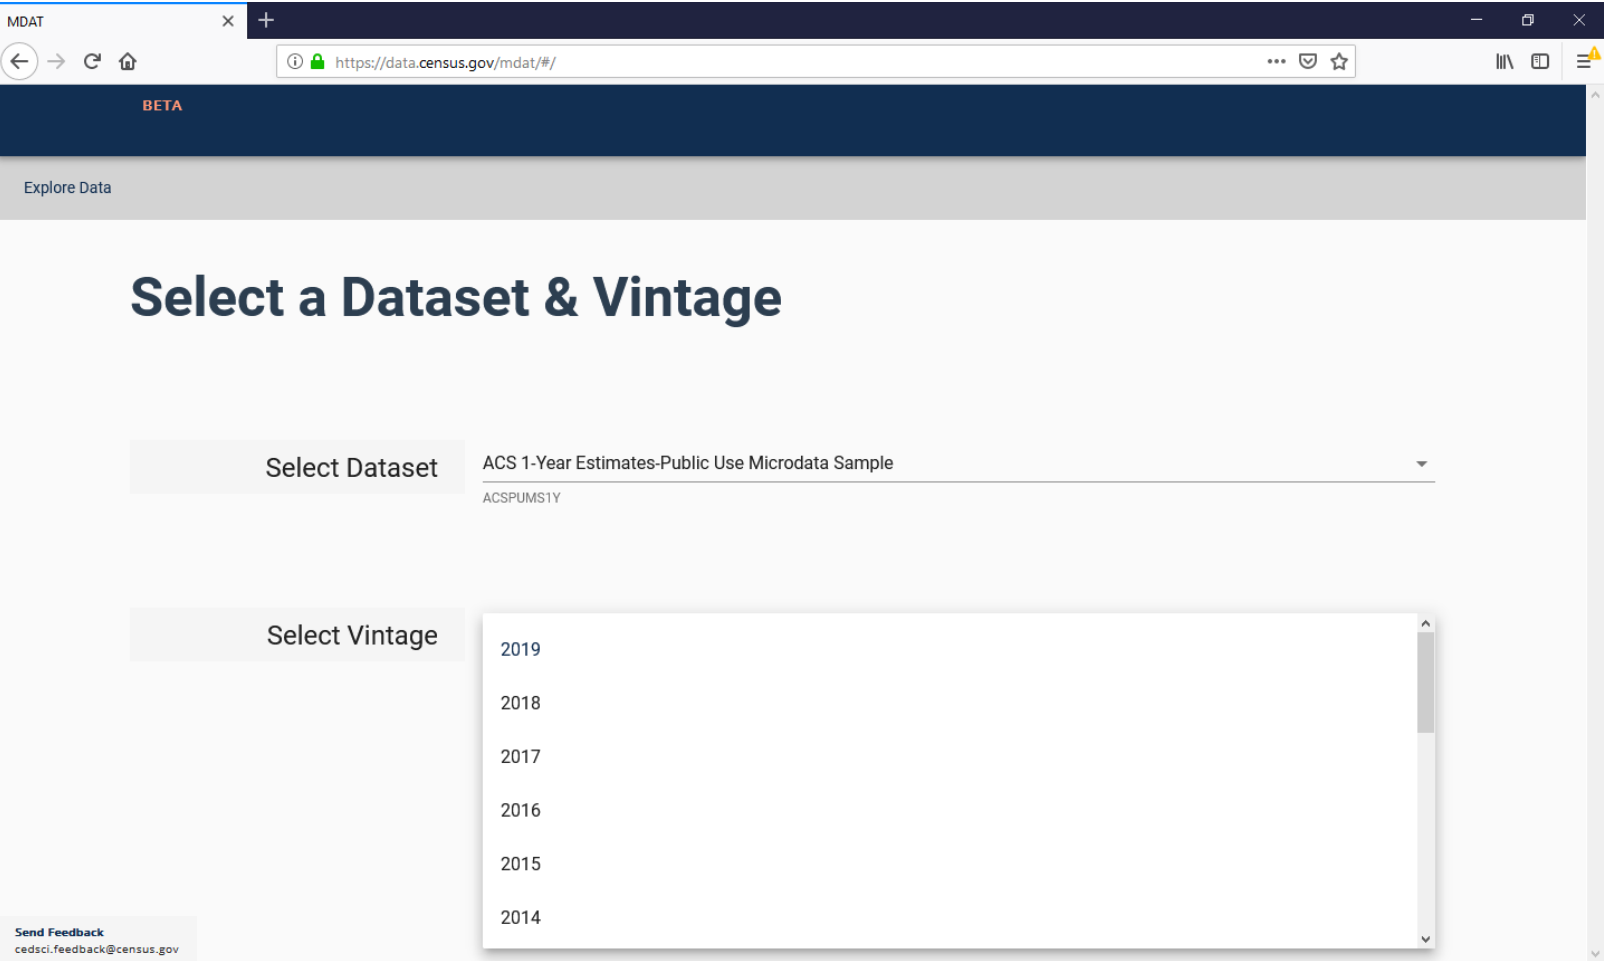 MDAT
https://data.census.gov/mdat/#/
BETA
Explore Data
Select a Dataset & Vintage
Select Dataset
ACS 1-Year Estimates-Public Use Microdata Sample
ACSPUMS1Y
Select Vintage
2019
2018
2017
2016
2015
2014
Send Feedback
cedsci.feedback@census.gov